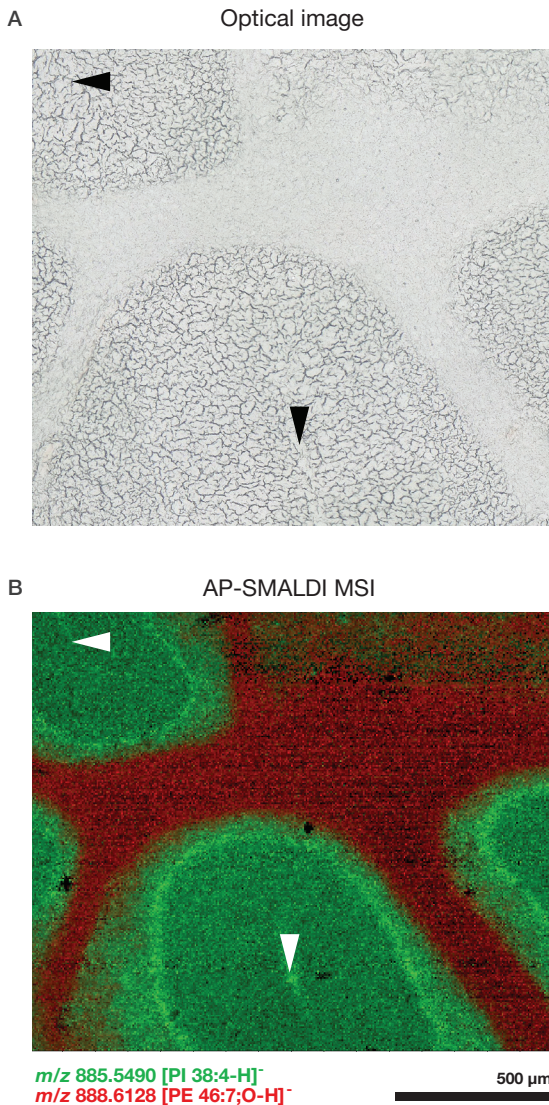 A
Optical image
B
AP-SMALDI MSI
m/z 885.5490 [PI 38:4-H]⁻
m/z 888.6128 [PE 46:7;O-H]⁻
500 µm